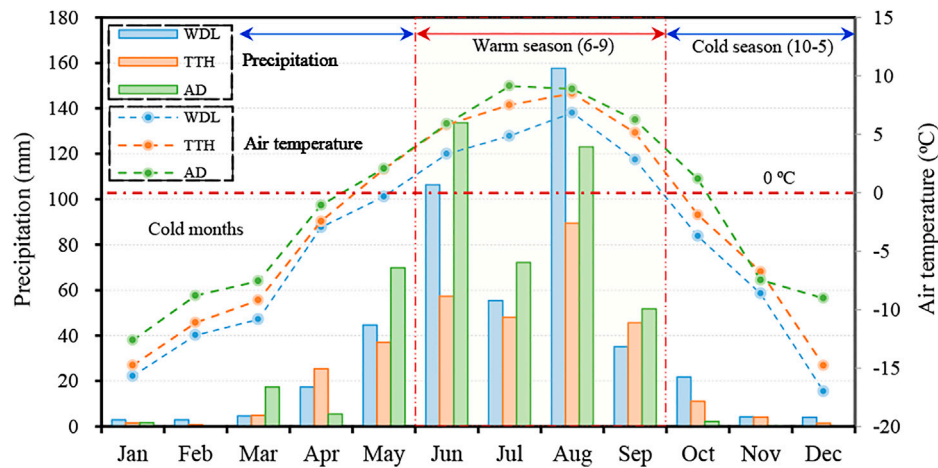 Precipitation (mm)
180
160
140
120
100
80
60
40
20
0
WDL
TTH
AD
Precipitation
WDL
TTH
AD
Air temperature
Warm season (6-9)
Cold season (10-5)
0 ºC
Cold months
Jan Feb Mar Apr May Jun Jul Aug Sep Oct Nov Dec
15
10
5
0
-5
-10
-15
-20
Air temperature (ºC)